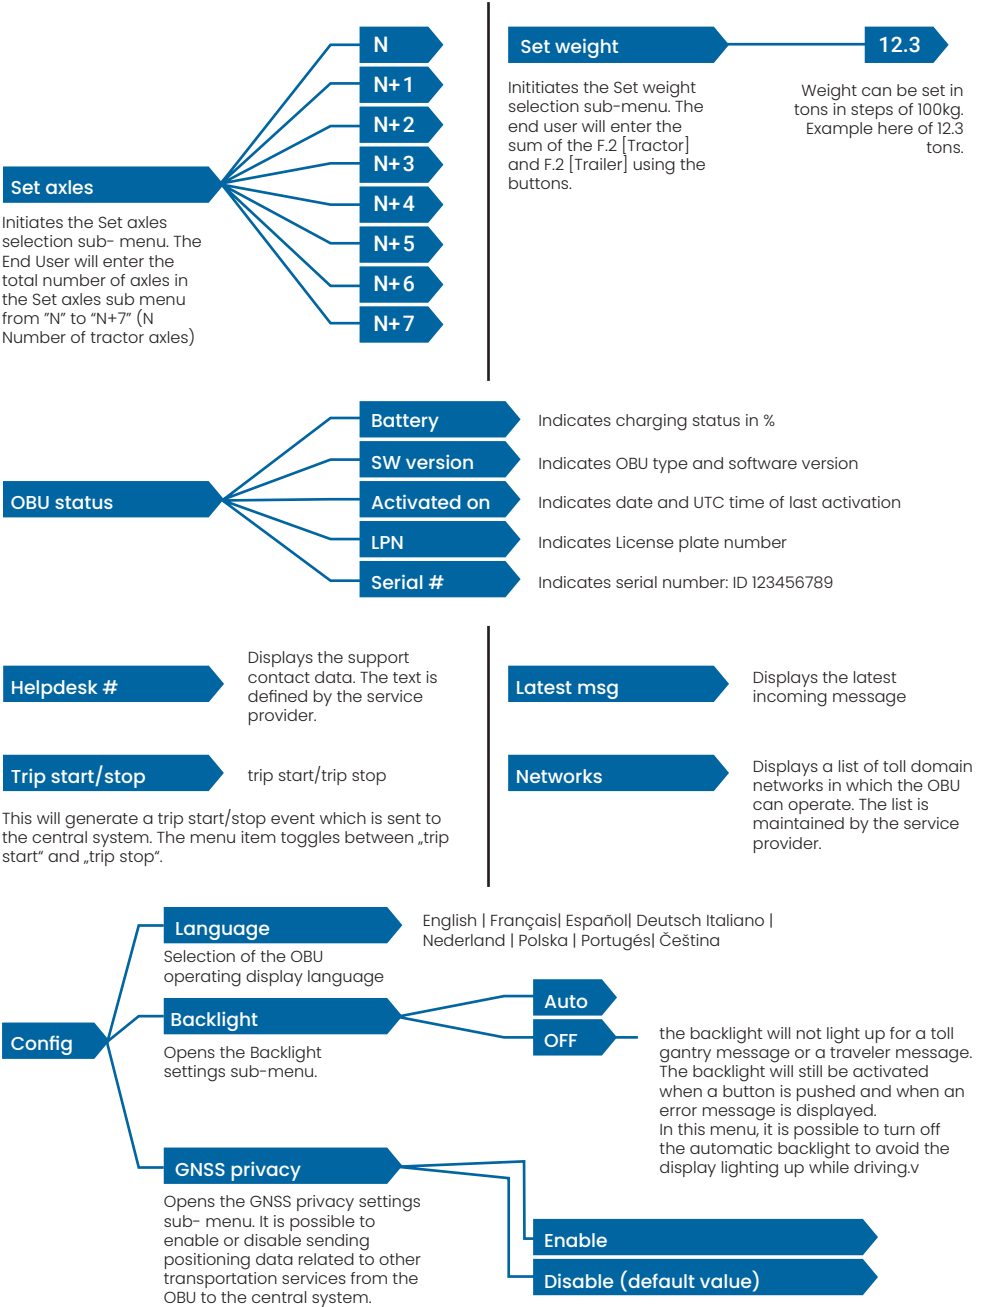 Set axles
Initiates the Set axles
selection sub- menu. The
End User will enter the
total number of axles in
the Set axles sub menu
from ”N” to “N+7” (N
Number of tractor axles)
N
N+1
N+2
N+3
N+4
N+5
N+6
N+7
Set weight
Inititiates the Set weight
selection sub-menu. The
end user will enter the
sum of the F.2 [Tractor]
and F.2 [Trailer] using the
buttons.
12.3
Weight can be set in
tons in steps of 100kg.
Example here of 12.3
tons.
OBU status
Battery
Indicates charging status in %
SW version
Indicates OBU type and software version
Activated on
Indicates date and UTC time of last activation
LPN
Indicates License plate number
Serial #
Indicates serial number: ID 123456789
Helpdesk #
Displays the support
contact data. The text is
defined by the service
provider.
Trip start/stop
trip start/trip stop
This will generate a trip start/stop event which is sent to
the central system. The menu item toggles between „trip
start“ and „trip stop“.
Latest msg
Displays the latest
incoming message
Networks
Displays a list of toll domain
networks in which the OBU
can operate. The list is
maintained by the service
provider.
Config
Language
English | Français| Español| Deutsch Italiano |
Nederland | Polska | Portugés| Čeština
Selection of the OBU
operating display language
Backlight
Opens the Backlight
settings sub-menu.
Auto
OFF
the backlight will not light up for a toll
gantry message or a traveler message.
The backlight will still be activated
when a button is pushed and when an
error message is displayed.
In this menu, it is possible to turn off
the automatic backlight to avoid the
display lighting up while driving.v
GNSS privacy
Opens the GNSS privacy settings
sub- menu. It is possible to
enable or disable sending
positioning data related to other
transportation services from the
OBU to the central system.
Enable
Disable (default value)